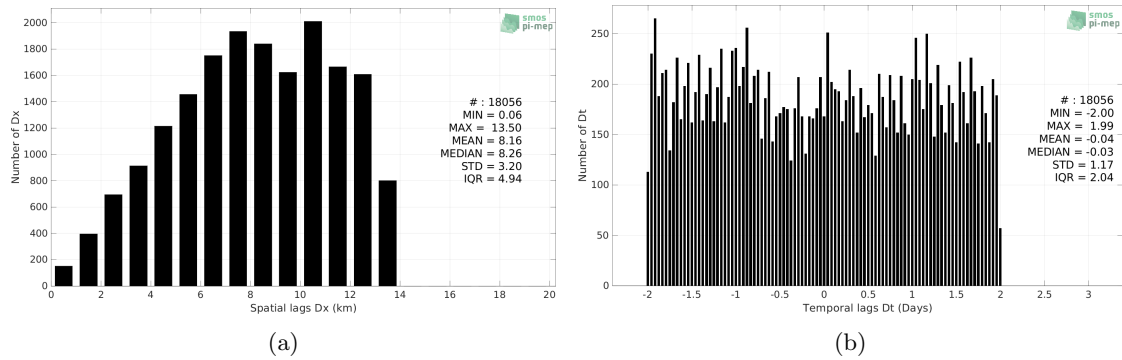 2000
1800
1600
1400
1200
1000
800
600
400
200
0
Number of Dx
0 2 4 6 8 10 12 14 16 18 20
Spatial lags Dx (km)
smos
pi-mep
# : 18056
MIN = 0.06
MAX = 13.50
MEAN = 8.16
MEDIAN = 8.26
STD = 3.20
IQR = 4.94
(a)
250
200
150
100
50
0
Number of Dt
-2 -1.5 -1 -0.5 0 0.5 1 1.5 2 2.5 3
Temporal lags Dt (Days)
smos
pi-mep
# : 18056
MIN = -2.00
MAX = 1.99
MEAN = -0.04
MEDIAN = -0.03
STD = 1.17
IQR = 2.04
(b)